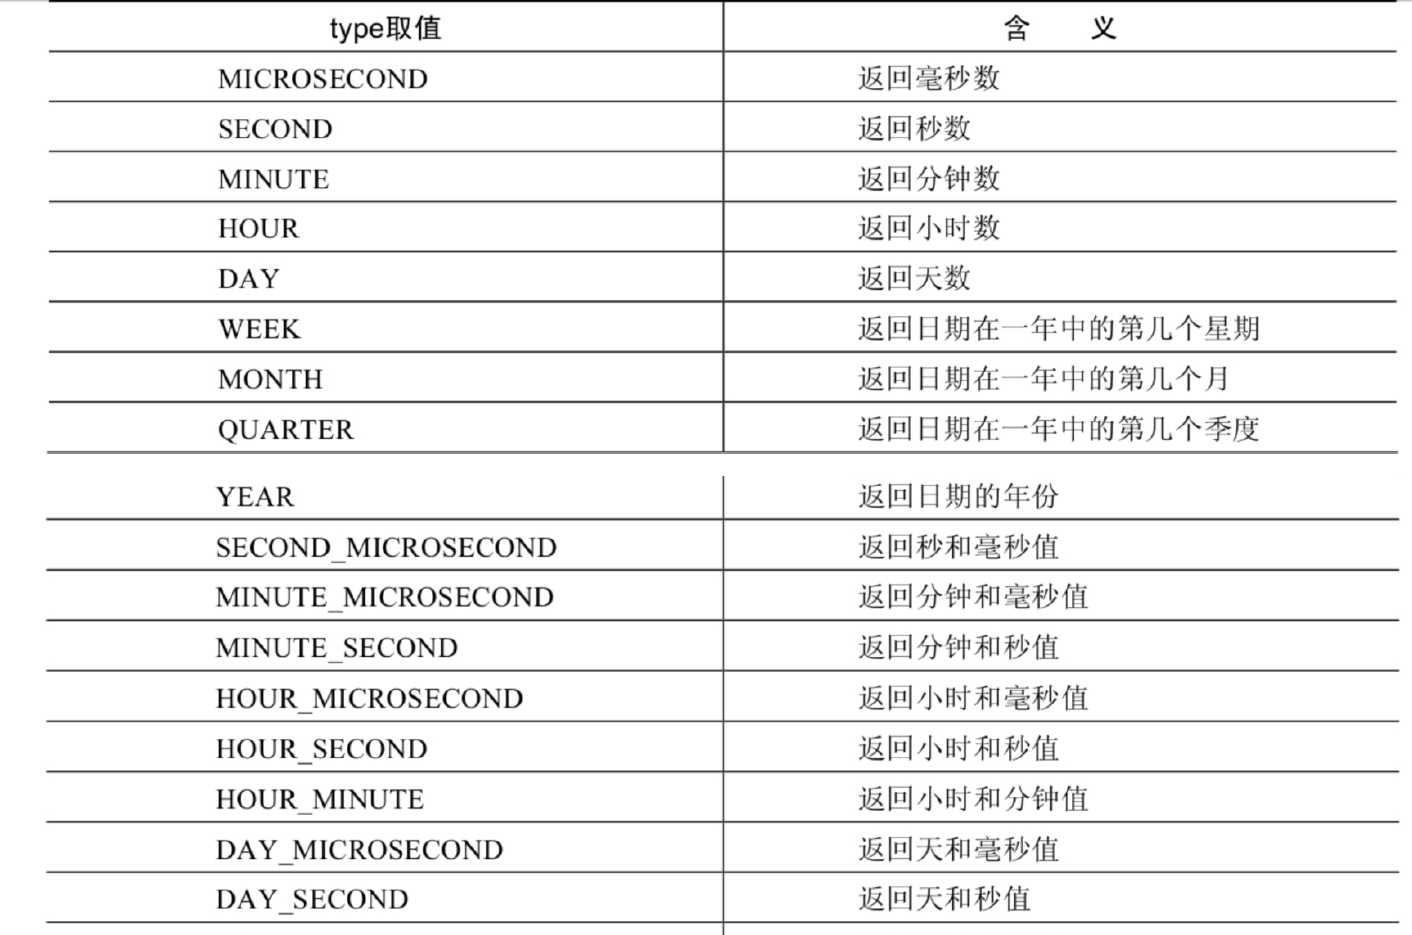 type取值 含 义
MICROSECOND 返回毫秒数
SECOND 返回秒数
MINUTE 返回分钟数
HOUR 返回小时数
DAY 返回天数
WEEK 返回日期在一年中的第几个星期
MONTH 返回日期在一年中的第几个月
QUARTER 返回日期在一年中的第几个季度
YEAR 返回日期的年份
SECOND_MICROSECOND 返回秒和毫秒值
MINUTE_MICROSECOND 返回分钟和毫秒值
MINUTE_SECOND 返回分钟和秒值
HOUR_MICROSECOND 返回小时和毫秒值
HOUR_SECOND 返回小时和秒值
HOUR_MINUTE 返回小时和分钟值
DAY_MICROSECOND 返回天和毫秒值
DAY_SECOND 返回天和秒值